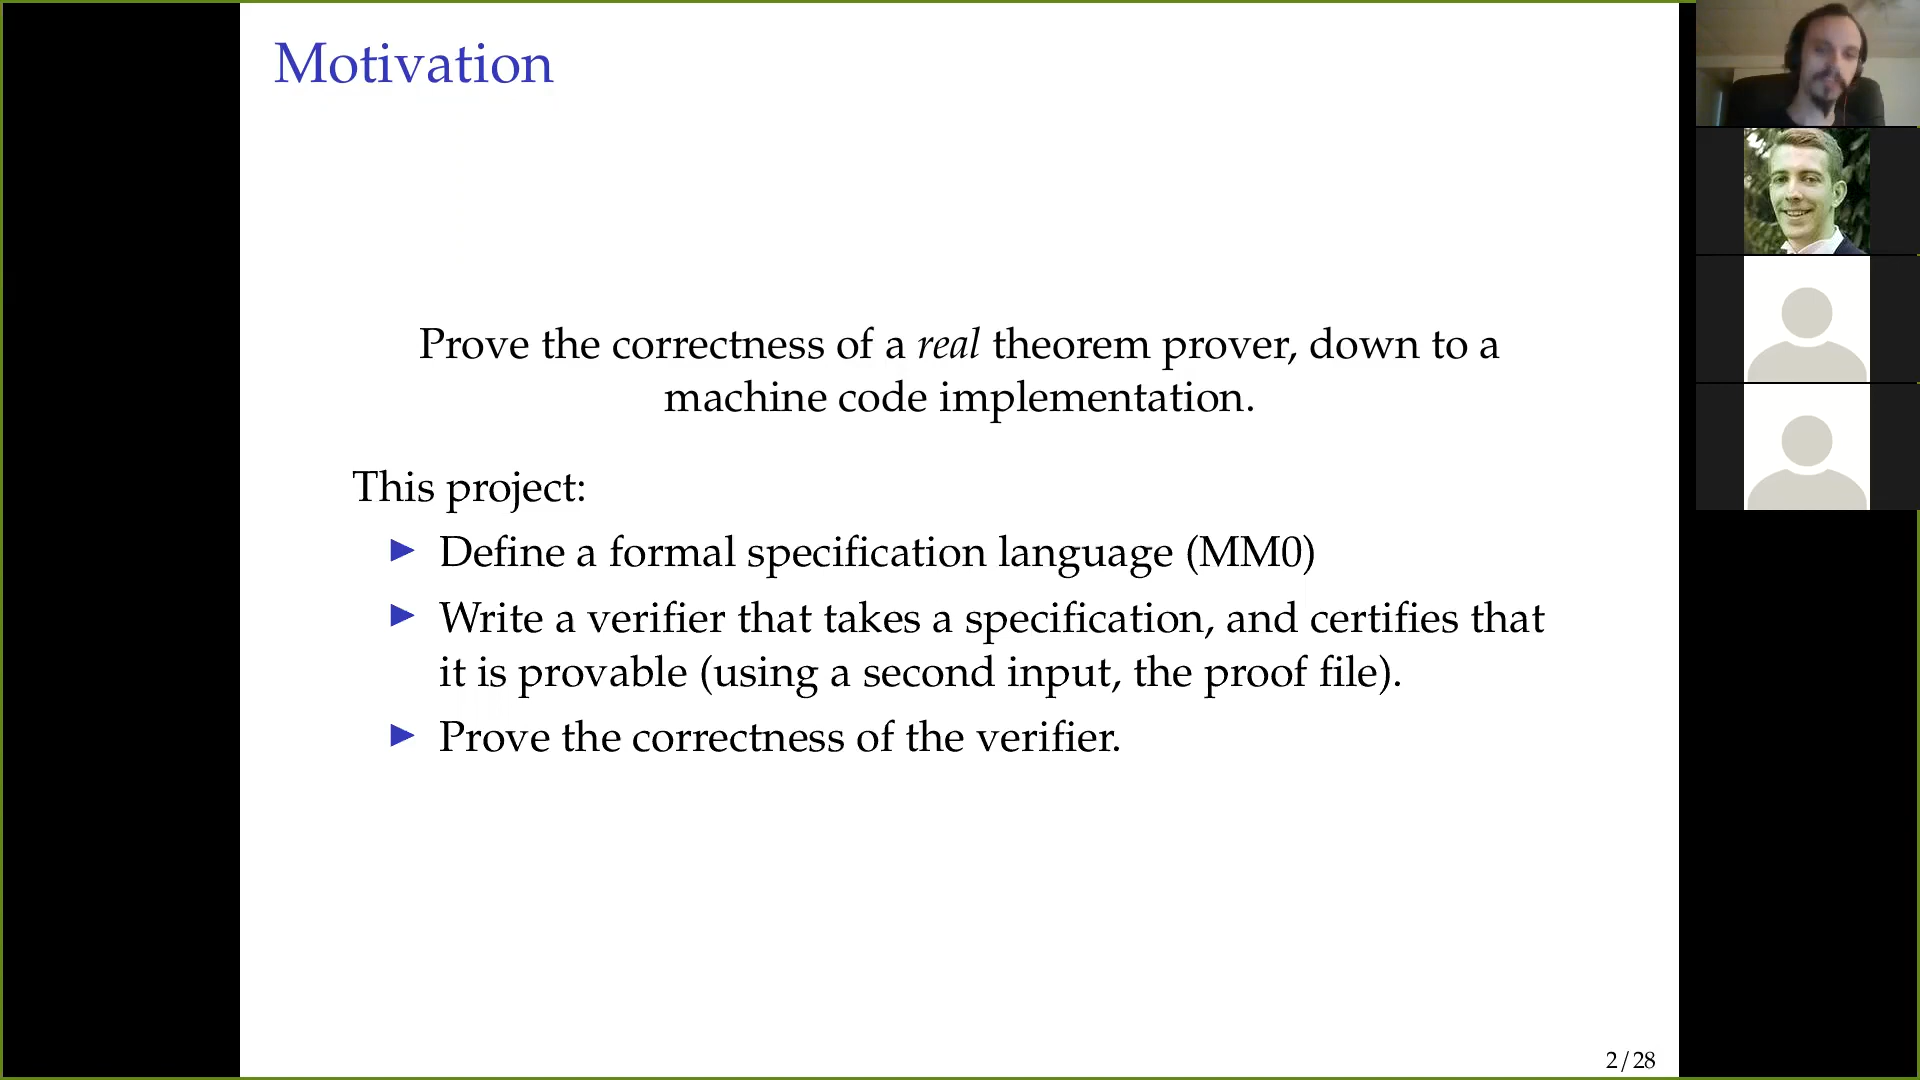 Motivation
Prove the correctness of a real theorem prover, down to a
machine code implementation.
This project:
▶ Define a formal specification language (MM0)
▶ Write a verifier that takes a specification, and certifies that
it is provable (using a second input, the proof file).
▶ Prove the correctness of the verifier.
2/28